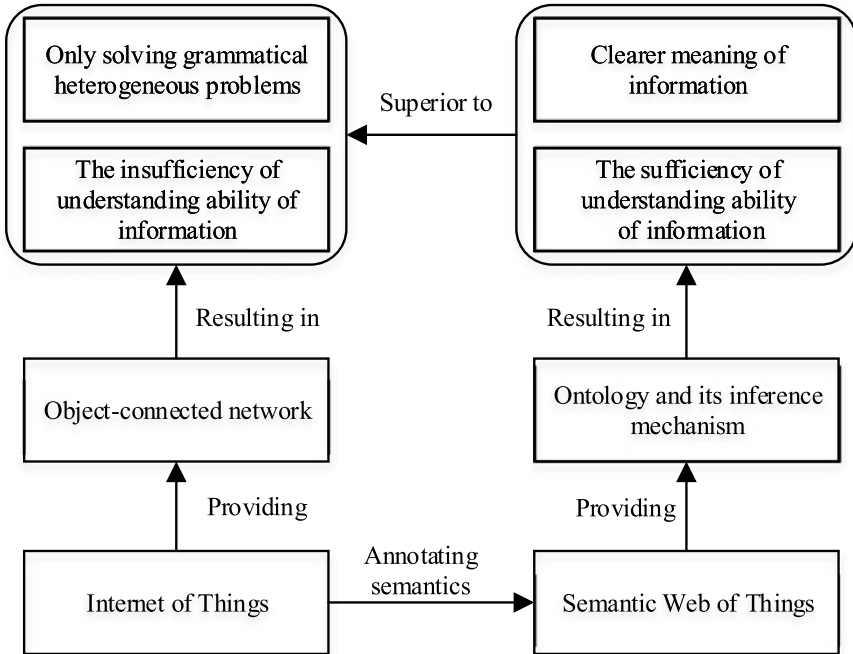 Only solving grammatical
heterogeneous problems
The insufficiency of
understanding ability of
information
Superior to
Clearer meaning of
information
The sufficiency of
understanding ability
of information
Resulting in
Resulting in
Object-connected network
Ontology and its inference
mechanism
Providing
Providing
Internet of Things
Annotating
semantics
Semantic Web of Things